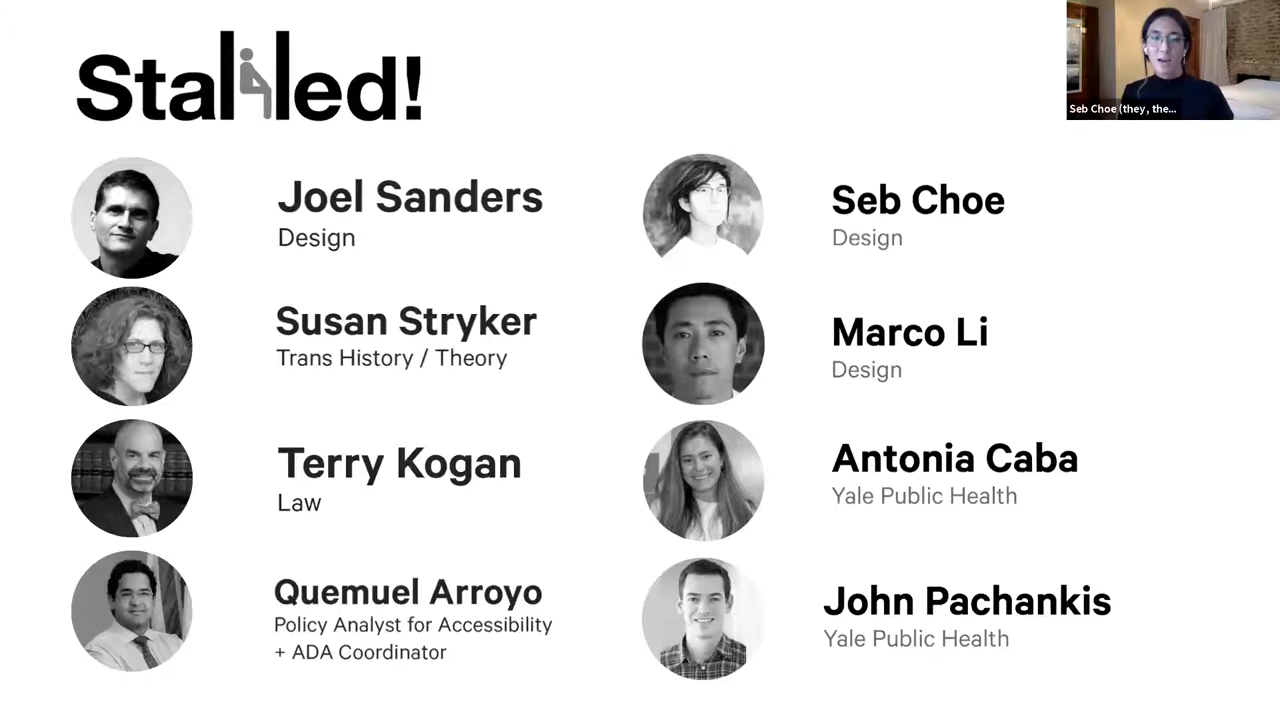 Stalled!
Seb Choe (they, the...
Joel Sanders
Design
Susan Stryker
Trans History / Theory
Terry Kogan
Law
Quemuel Arroyo
Policy Analyst for Accessibility
+ ADA Coordinator
Seb Choe
Design
Marco Li
Design
Antonia Caba
Yale Public Health
John Pachankis
Yale Public Health